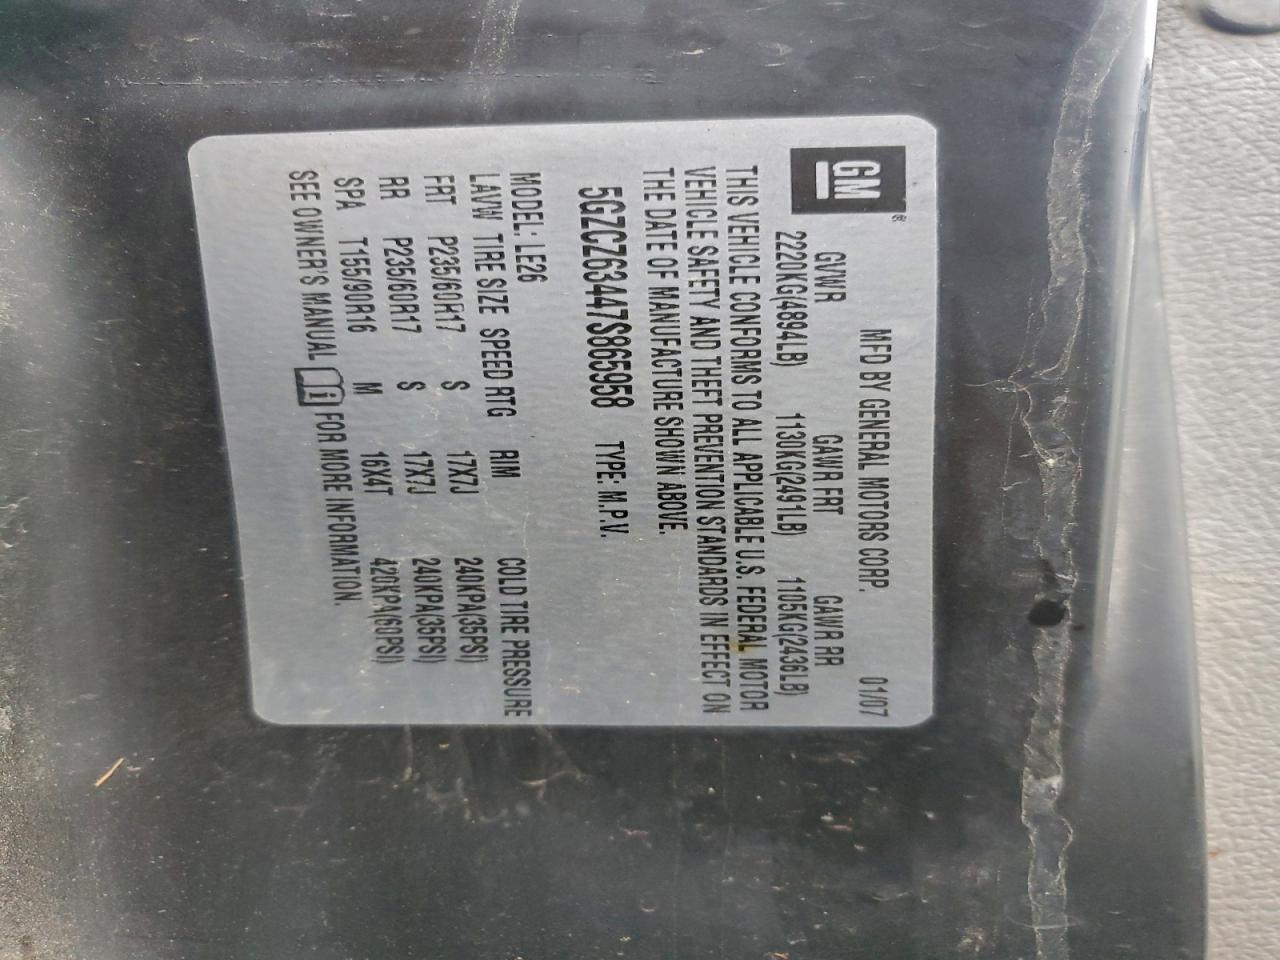 GM®
MFD BY GENERAL MOTORS CORP. 01/07
GVWR GAWR FRT GAWR RR
2220KG(4894LB) 1130KG(2491LB) 1105KG(2436LB)
THIS VEHICLE CONFORMS TO ALL APPLICABLE U.S. FEDERAL MOTOR
VEHICLE SAFETY AND THEFT PREVENTION STANDARDS IN EFFECT ON
THE DATE OF MANUFACTURE SHOWN ABOVE.
5GZCZ63447S865958 TYPE: M.P.V.
MODEL: LE26
LAVW TIRE SIZE SPEED RTG RIM COLD TIRE PRESSURE
FRT P235/60R17 S 17X7J 240KPA(35PSI)
RR P235/60R17 S 17X7J 240KPA(35PSI)
SPA T155/90R16 M 16X4T 420KPA(60PSI)
SEE OWNER'S MANUAL i FOR MORE INFORMATION.